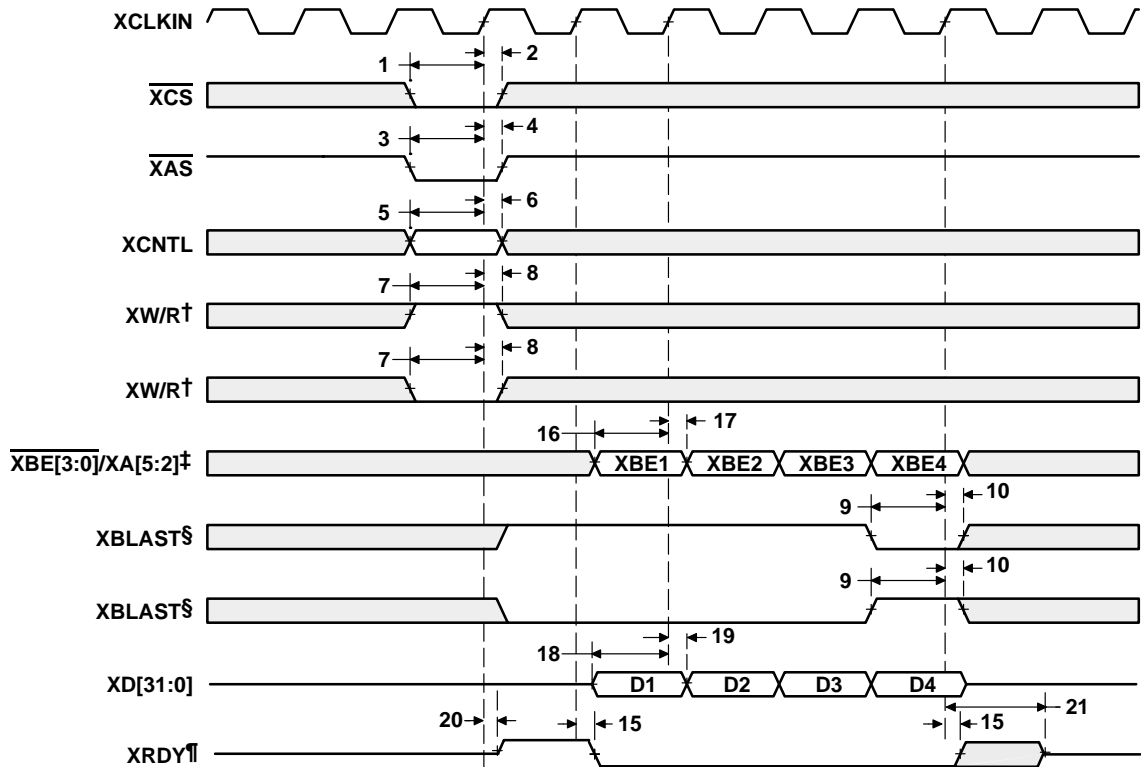 XCLKIN
1
2
XCS
3
4
XAS
5
6
XCNTL
7
8
XW/R†
7
8
XW/R†
16
17
XBE[3:0]/XA[5:2]‡
XBE1 XBE2 XBE3 XBE4
9
10
XBLAST§
9
10
XBLAST§
18
19
XD[31:0]
D1 D2 D3 D4
20
15
15
21
XRDY¶